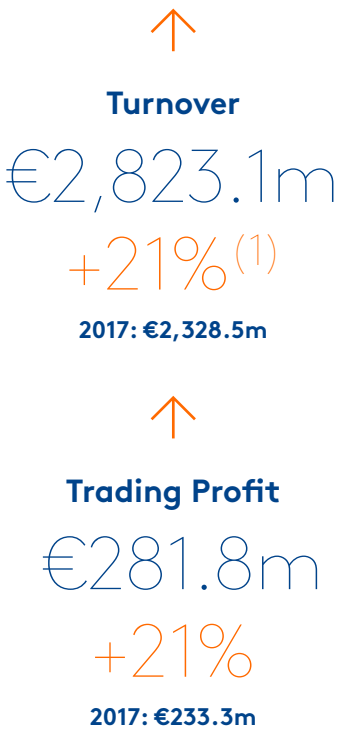 Turnover
€2,823.1m
+21%(1)
2017: €2,328.5m
Trading Profit
€281.8m
+21%
2017: €233.3m